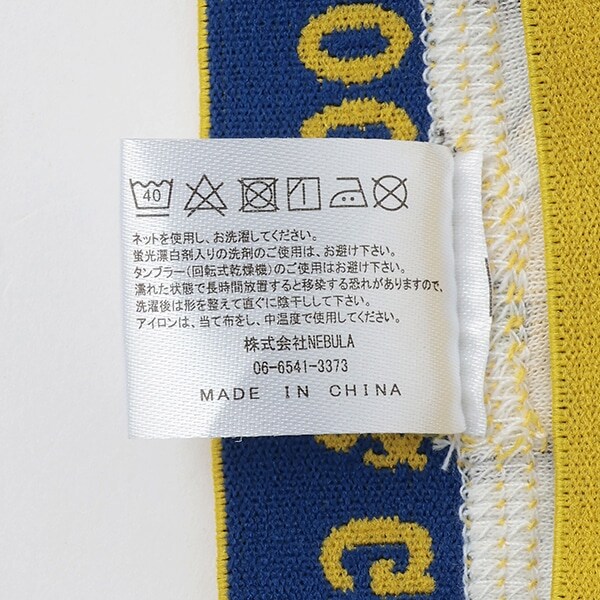 OC
40
ネットを使用し、お洗濯してください。
蛍光漂白剤入りの洗剤のご使用は、お避け下さい。
タンブラー(回転式乾燥機)のご使用はお避け下さい。
濡れた状態で長時間放置すると移染する恐れがありますので、
洗濯後は形を整えて直ぐに陰干しして下さい。
アイロンは、当て布をし、中温度で使用して下さい。
株式会社NEBULA
06-6541-3373
MADE IN CHINA
C